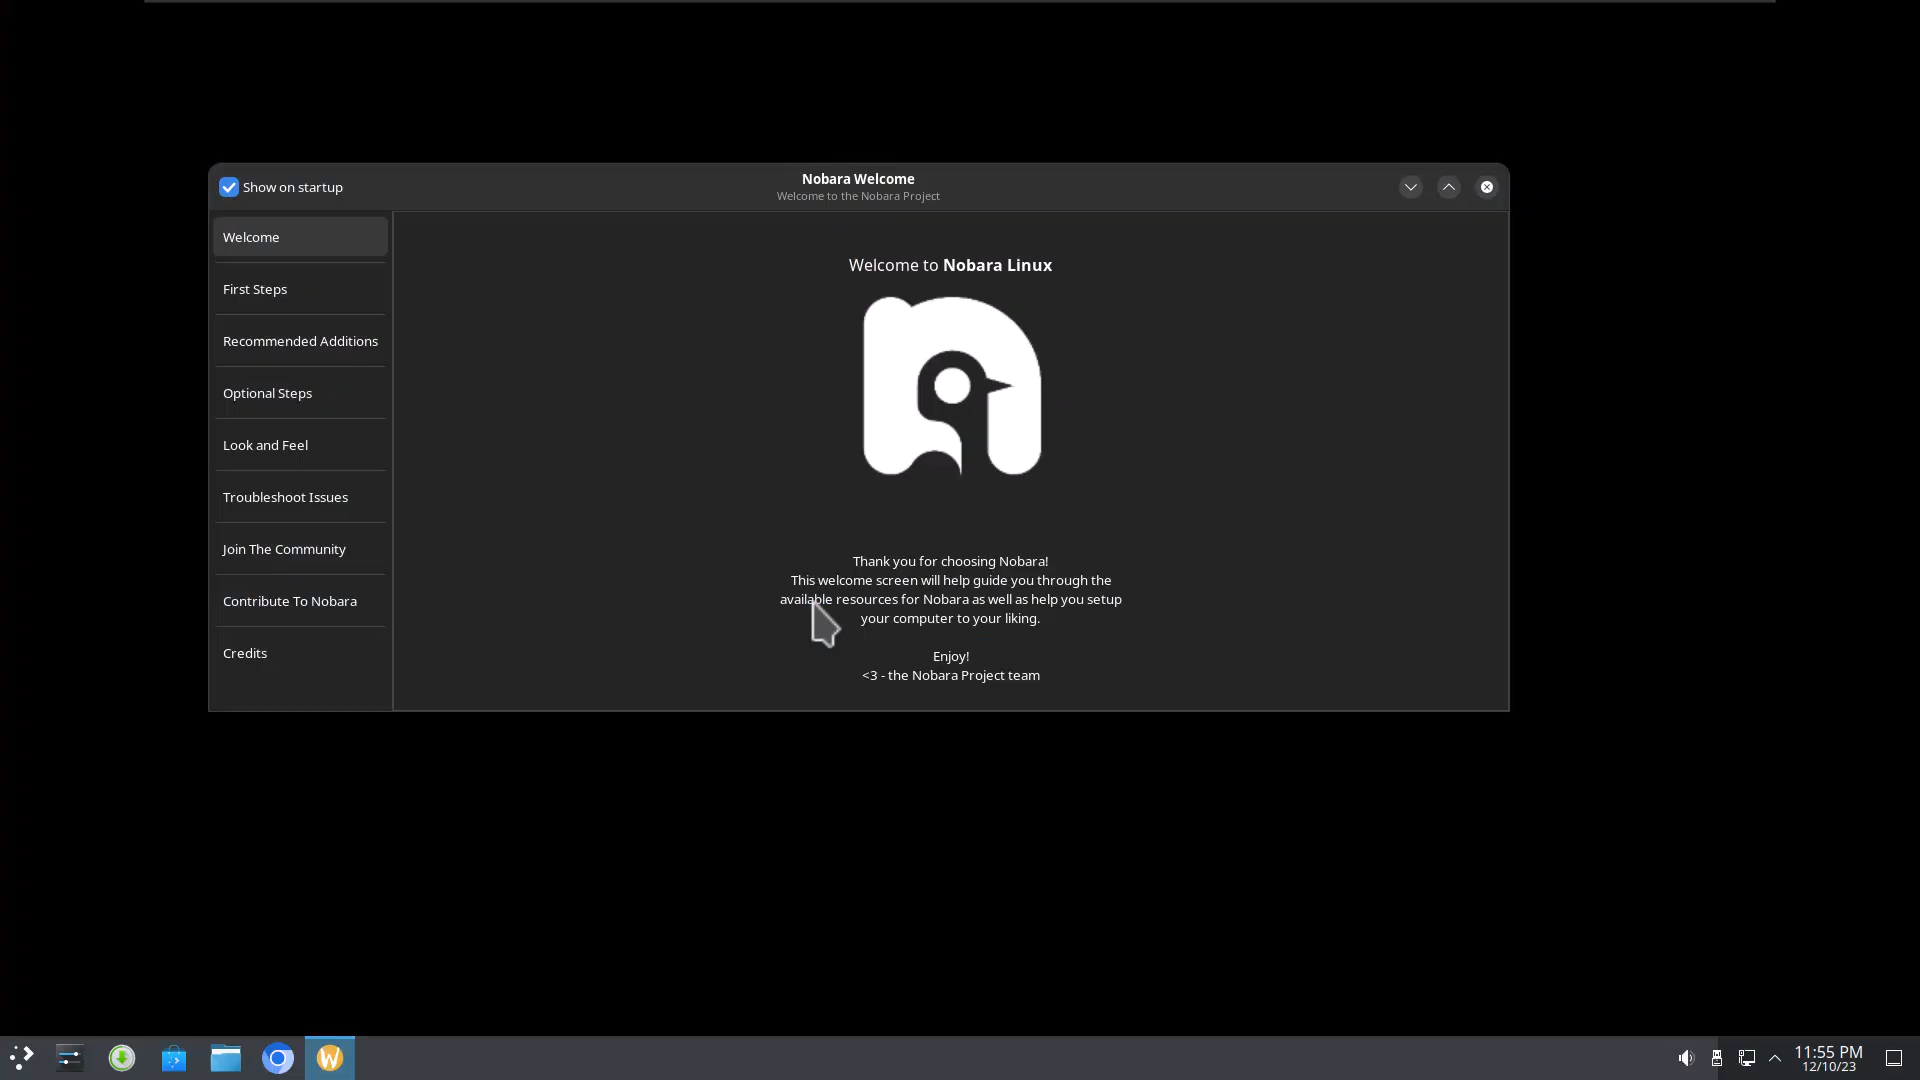 Show on startup
Nobara Welcome
Welcome to the Nobara Project
Welcome
First Steps
Recommended Additions
Optional Steps
Look and Feel
Troubleshoot Issues
Join The Community
Contribute To Nobara
Credits
Welcome to Nobara Linux
Thank you for choosing Nobara!
This welcome screen will help guide you through the
available resources for Nobara as well as help you setup
your computer to your liking.
Enjoy!
<3 - the Nobara Project team
W
11:55 PM
12/10/23